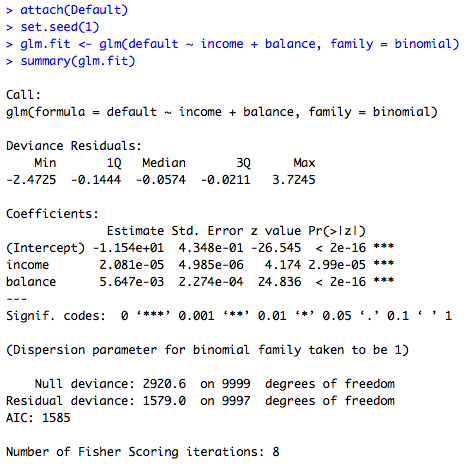 > attach(Default)
> set.seed(1)
> glm.fit <- glm(default ~ income + balance, family = binomial)
> summary(glm.fit)
Call:
glm(formula = default ~ income + balance, family = binomial)
Deviance Residuals:
    Min       1Q   Median       3Q      Max
-2.4725  -0.1444  -0.0574  -0.0211   3.7245
Coefficients:
              Estimate Std. Error z value Pr(>|z|)
(Intercept) -1.154e+01  4.348e-01 -26.545  < 2e-16 ***
income       2.081e-05  4.985e-06   4.174 2.99e-05 ***
balance      5.647e-03  2.274e-04  24.836  < 2e-16 ***
---
Signif. codes:  0 ‘***’ 0.001 ‘**’ 0.01 ‘*’ 0.05 ‘.’ 0.1 ‘ ’ 1
(Dispersion parameter for binomial family taken to be 1)
    Null deviance: 2920.6  on 9999  degrees of freedom
Residual deviance: 1579.0  on 9997  degrees of freedom
AIC: 1585
Number of Fisher Scoring iterations: 8